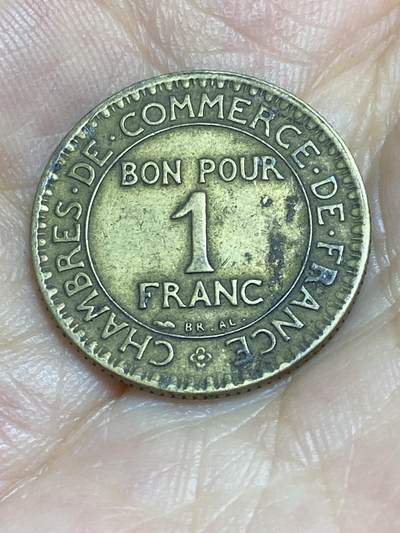 CHAMBRES·DE·COMMERCE·DE·FRANCE
BON POUR
1
FRANC
BR.AL.